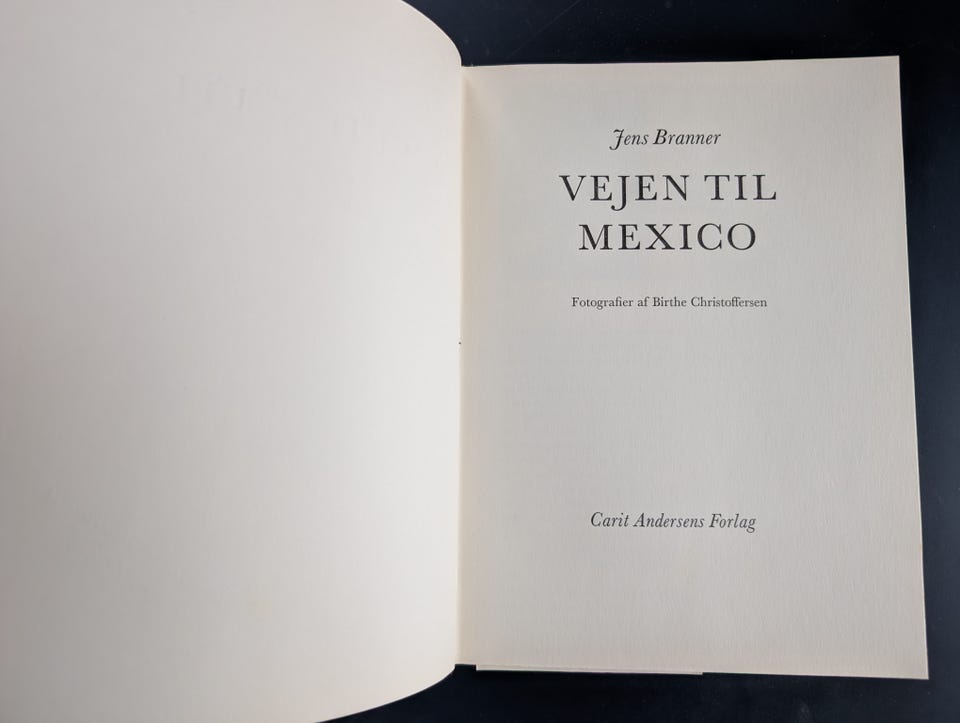 Jens Branner
VEJEN TIL
MEXICO
Fotografier af Birthe Christoffersen
Carit Andersens Forlag